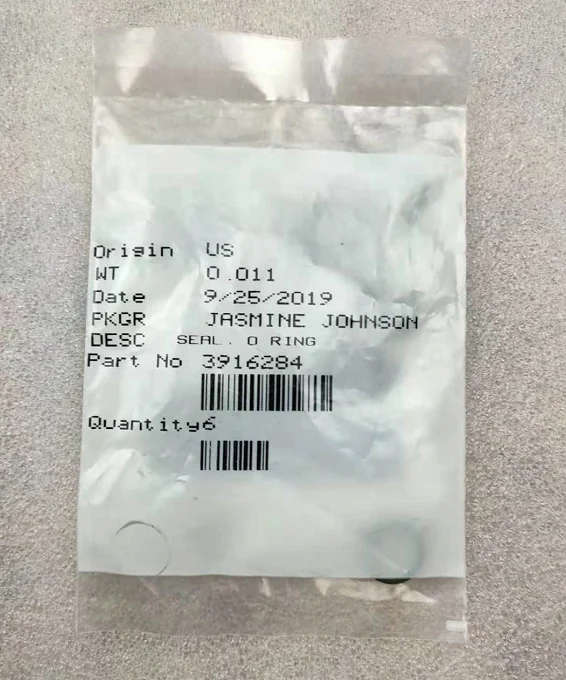 Origin US
WT 0.011
Date 9/25/2019
PKGR JASMINE JOHNSON
DESC SEAL, O RING
Part No 3916284
Quantity6